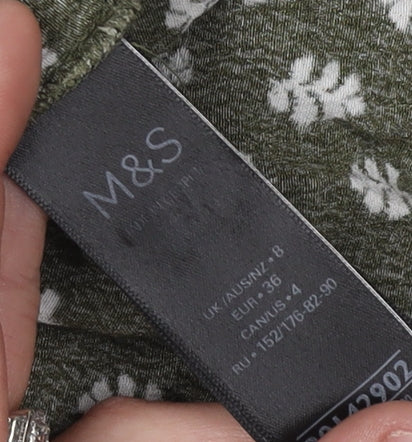 M&S
UK/AUS/NZ • 8
EUR • 36
CAN/US • 4
RU • 152/176-82-90